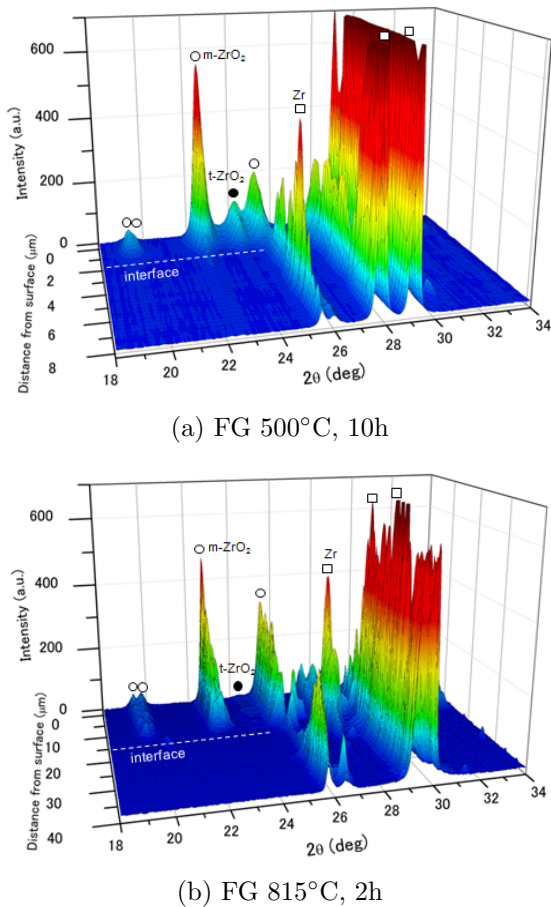 600
400
200
0
Intensity (a.u.)
m-ZrO₂
t-ZrO₂
Zr
interface
0
2
4
6
8
Distance from surface (μm)
18
20
22
24
26
28
30
32
34
2θ (deg)
(a) FG 500°C, 10h
600
400
200
0
Intensity (a.u.)
m-ZrO₂
t-ZrO₂
Zr
interface
0
10
20
30
40
Distance from surface (μm)
18
20
22
24
26
28
30
32
34
2θ (deg)
(b) FG 815°C, 2h